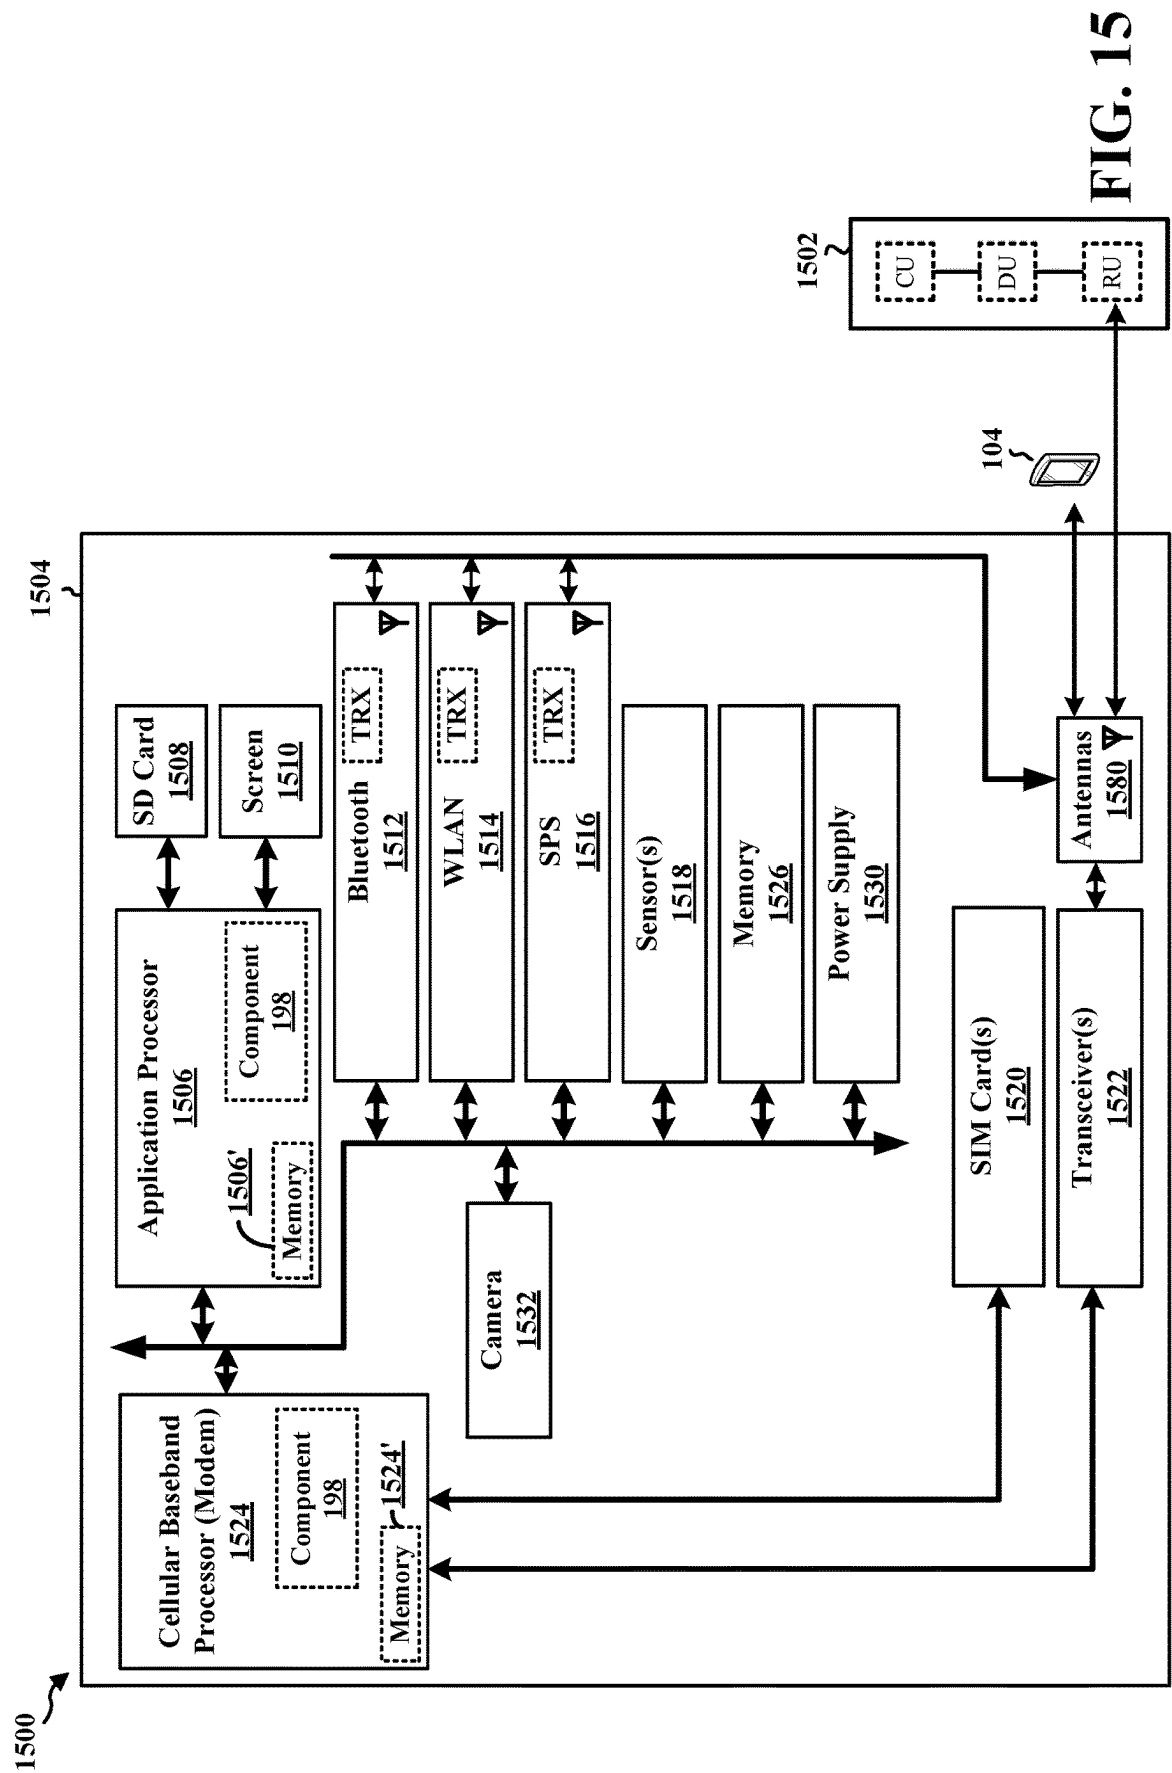 1500
1504
Cellular Baseband
Processor (Modem)
1524
Component
198
Memory
1524'
Application Processor
1506
1506'
Memory
Component
198
SD Card
1508
Screen
1510
Bluetooth
1512
TRX
WLAN
1514
TRX
SPS
1516
TRX
Camera
1532
Sensor(s)
1518
Memory
1526
Power Supply
1530
SIM Card(s)
1520
Transceiver(s)
1522
Antennas
1580
104
1502
CU
DU
RU
FIG. 15